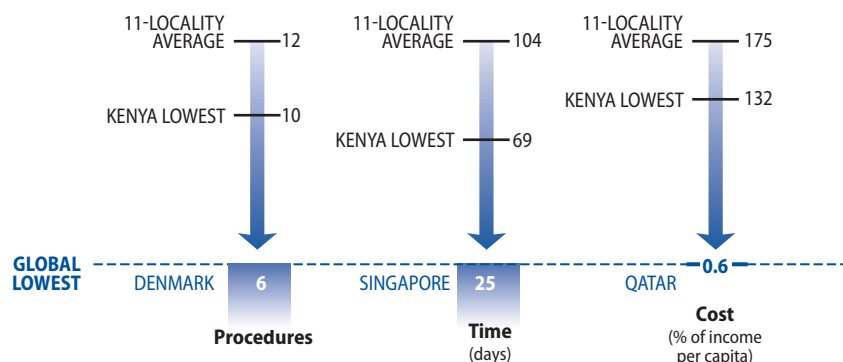 11-LOCALITY
AVERAGE 12
KENYA LOWEST 10
11-LOCALITY
AVERAGE 104
KENYA LOWEST 69
11-LOCALITY
AVERAGE 175
KENYA LOWEST 132
GLOBAL
LOWEST
DENMARK 6
Procedures
SINGAPORE 25
Time
(days)
QATAR 0.6
Cost
(% of income
per capita)